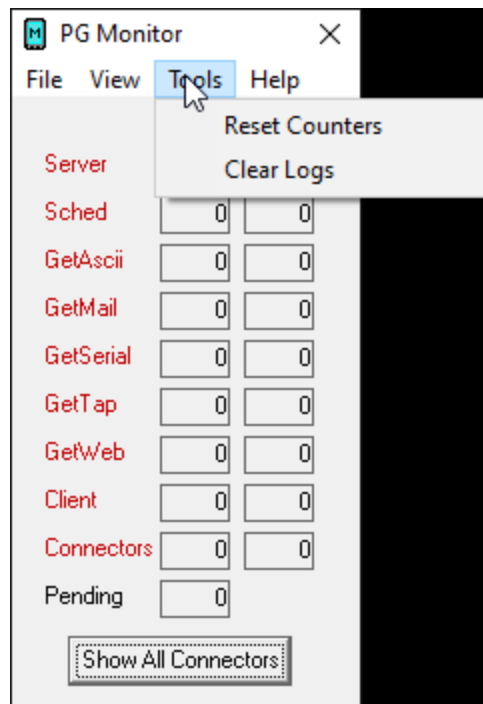 M PG Monitor
File View Tools Help
Reset Counters
Server
Clear Logs
Sched 0 0
GetAscii 0 0
GetMail 0 0
GetSerial 0 0
GetTap 0 0
GetWeb 0 0
Client 0 0
Connectors 0 0
Pending 0
Show All Connectors